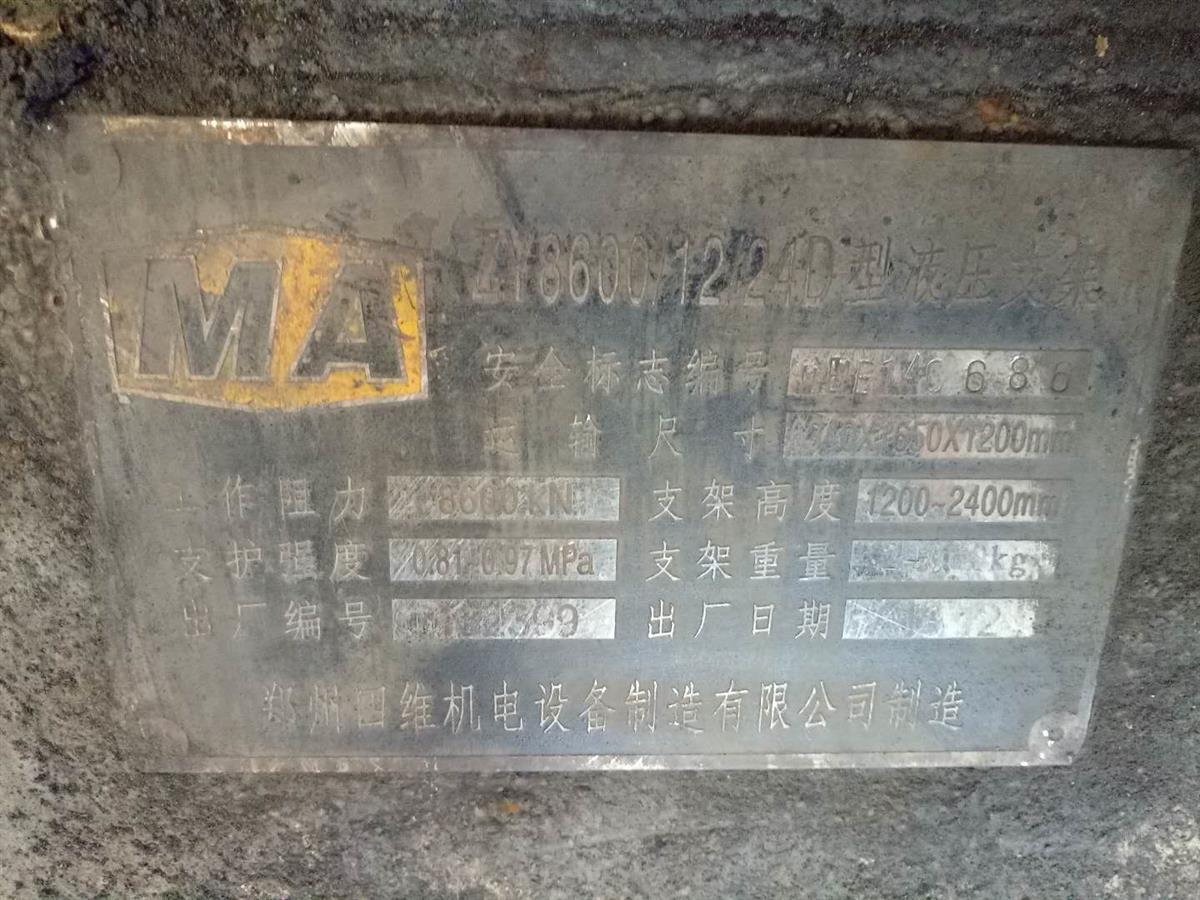 MA
ZY8600/12/24D型液压支架
安全标志编号
运输尺寸
工作阻力 8600KN 支架高度 1200~2400mm
支护强度 0.81~0.97MPa 支架重量 kg
出厂编号 出厂日期
郑州四维机电设备制造有限公司制造